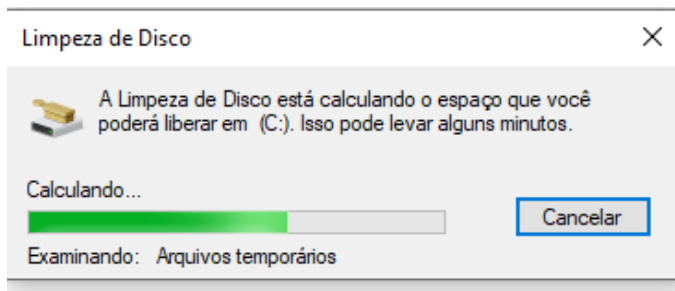 Limpeza de Disco
A Limpeza de Disco está calculando o espaço que você
poderá liberar em (C:). Isso pode levar alguns minutos.
Calculando...
Cancelar
Examinando: Arquivos temporários